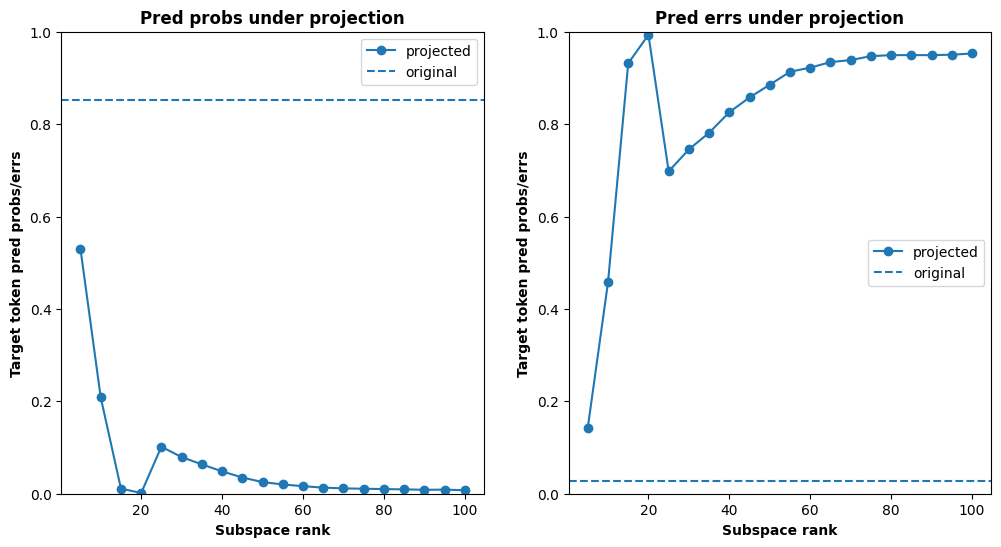 Pred probs under projection
Target token pred probs/errs
1.0
0.8
0.6
0.4
0.2
0.0
projected
original
20
40
60
80
100
Subspace rank
Pred errs under projection
Target token pred probs/errs
1.0
0.8
0.6
0.4
0.2
0.0
projected
original
20
40
60
80
100
Subspace rank